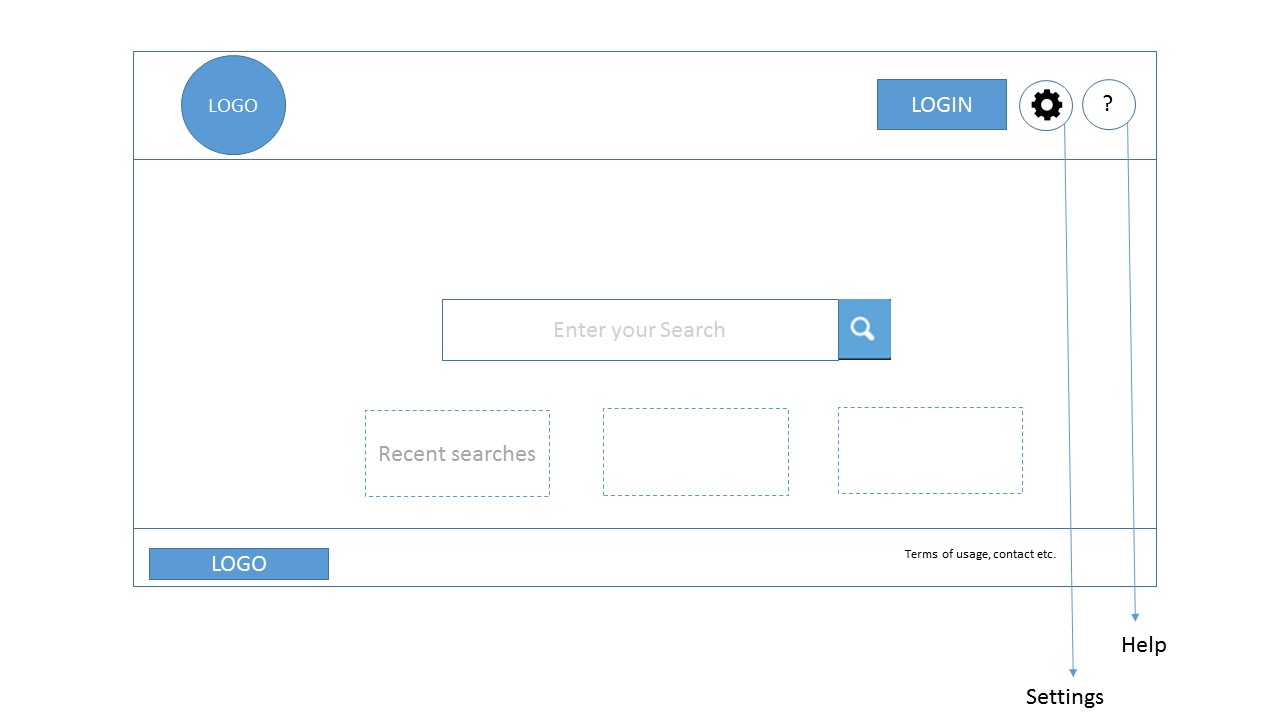 LOGO
LOGIN
?
Enter your Search
Recent searches
LOGO
Terms of usage, contact etc.
Help
Settings